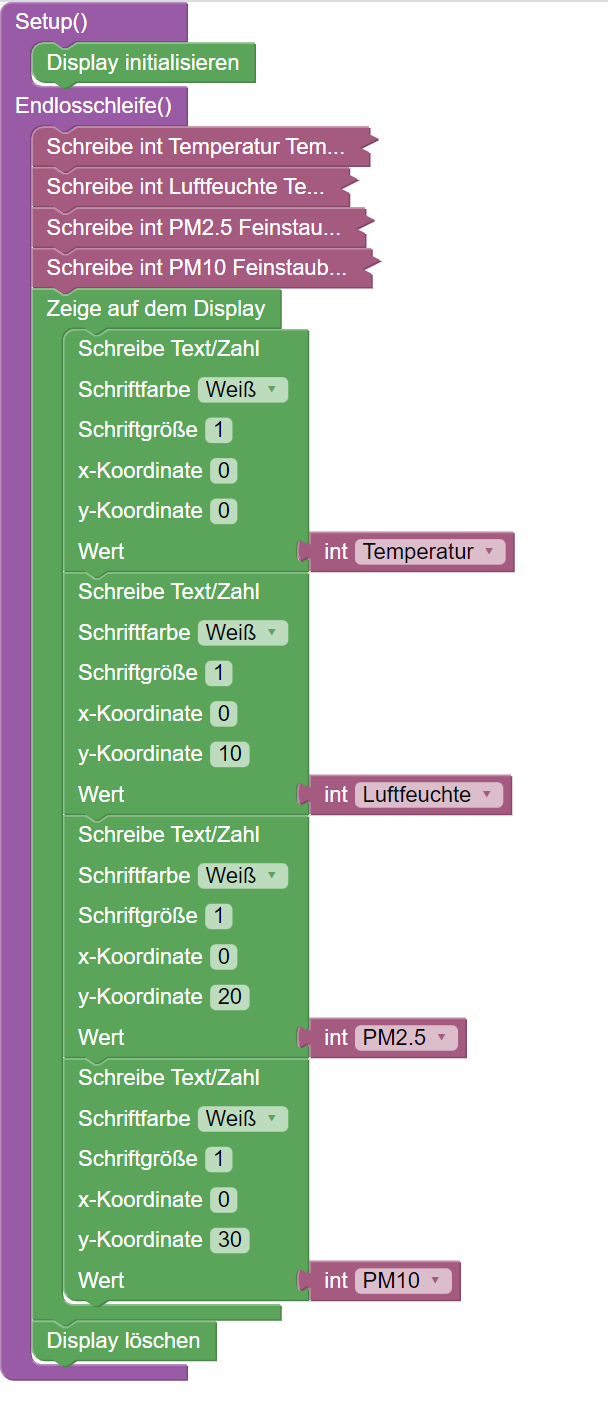 Setup()
Display initialisieren
Endlosschleife()
Schreibe int Temperatur Tem...
Schreibe int Luftfeuchte Te...
Schreibe int PM2.5 Feinstau...
Schreibe int PM10 Feinstaub...
Zeige auf dem Display
Schreibe Text/Zahl
Schriftfarbe Weiß
Schriftgröße 1
x-Koordinate 0
y-Koordinate 0
Wert int Temperatur
Schreibe Text/Zahl
Schriftfarbe Weiß
Schriftgröße 1
x-Koordinate 0
y-Koordinate 10
Wert int Luftfeuchte
Schreibe Text/Zahl
Schriftfarbe Weiß
Schriftgröße 1
x-Koordinate 0
y-Koordinate 20
Wert int PM2.5
Schreibe Text/Zahl
Schriftfarbe Weiß
Schriftgröße 1
x-Koordinate 0
y-Koordinate 30
Wert int PM10
Display löschen